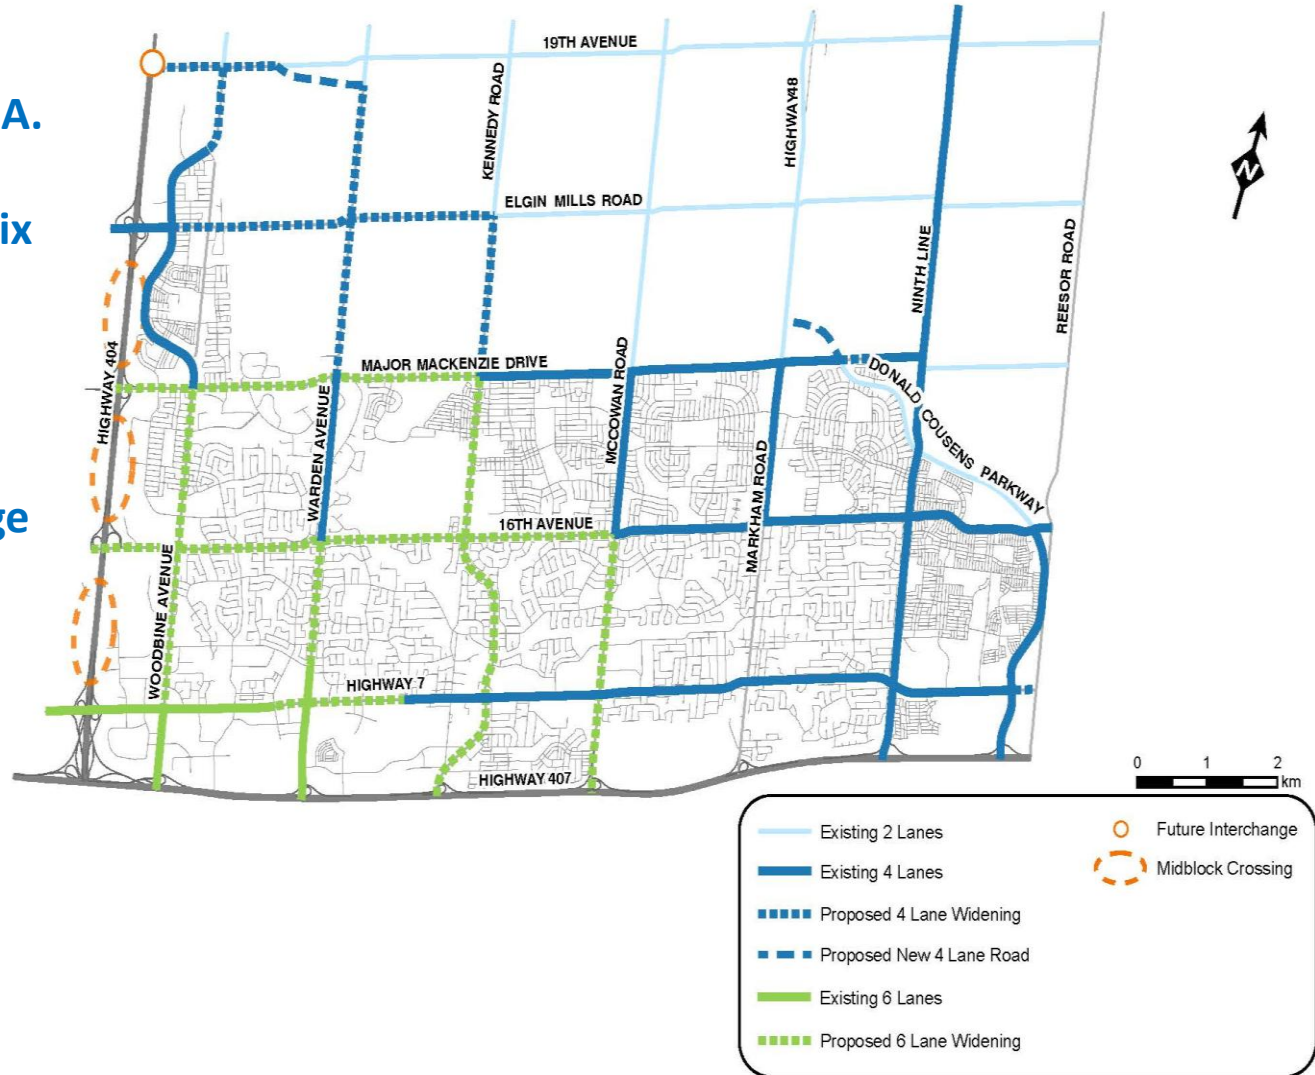 A.
ix
ge
19TH AVENUE
KENNEDY ROAD
HIGHWAY48
ELGIN MILLS ROAD
NINTH LINE
REESOR ROAD
HIGHWAY 404
MAJOR MACKENZIE DRIVE
MCCOWAN ROAD
DONALD COUSENS PARKWAY
WARDEN AVENUE
MARKHAM ROAD
16TH AVENUE
WOODBINE AVENUE
HIGHWAY 7
HIGHWAY 407
N
0 1 2
km
Existing 2 Lanes
Existing 4 Lanes
Proposed 4 Lane Widening
Proposed New 4 Lane Road
Existing 6 Lanes
Proposed 6 Lane Widening
Future Interchange
Midblock Crossing